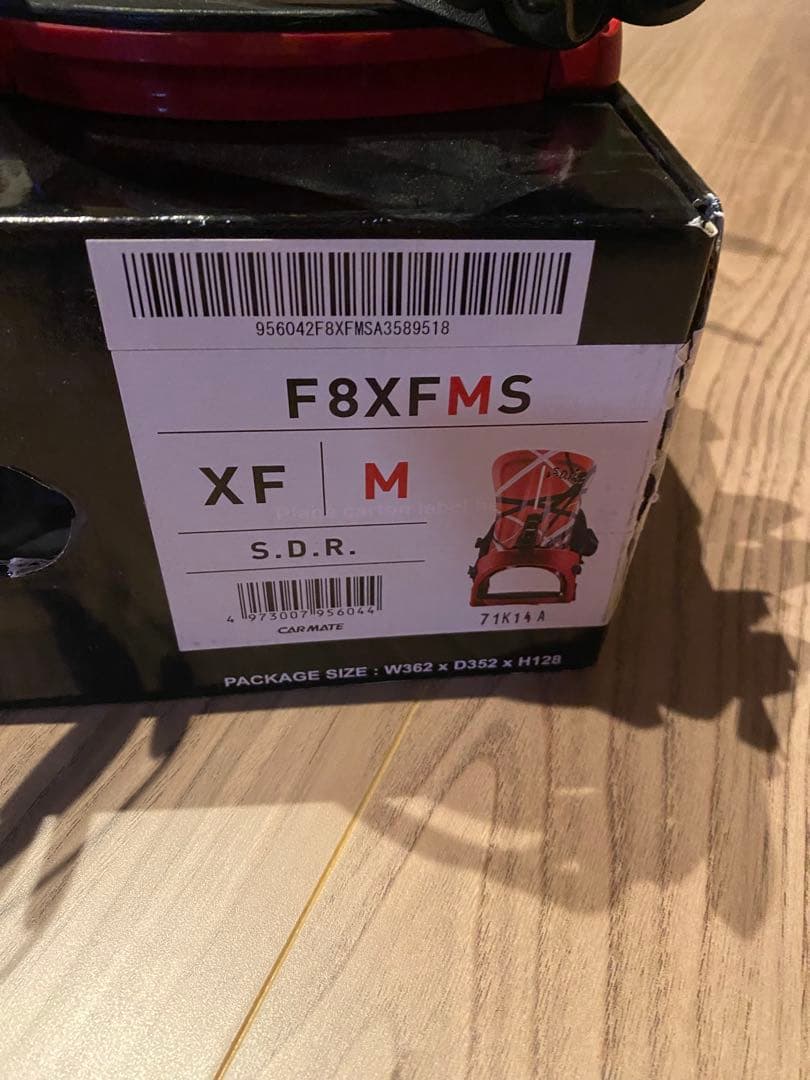 956042F8XFMSA3589518
F8XFMS
XF M
S.D.R.
4 973007 956044
CARMATE
71K14A
PACKAGE SIZE : W362 x D352 x H128